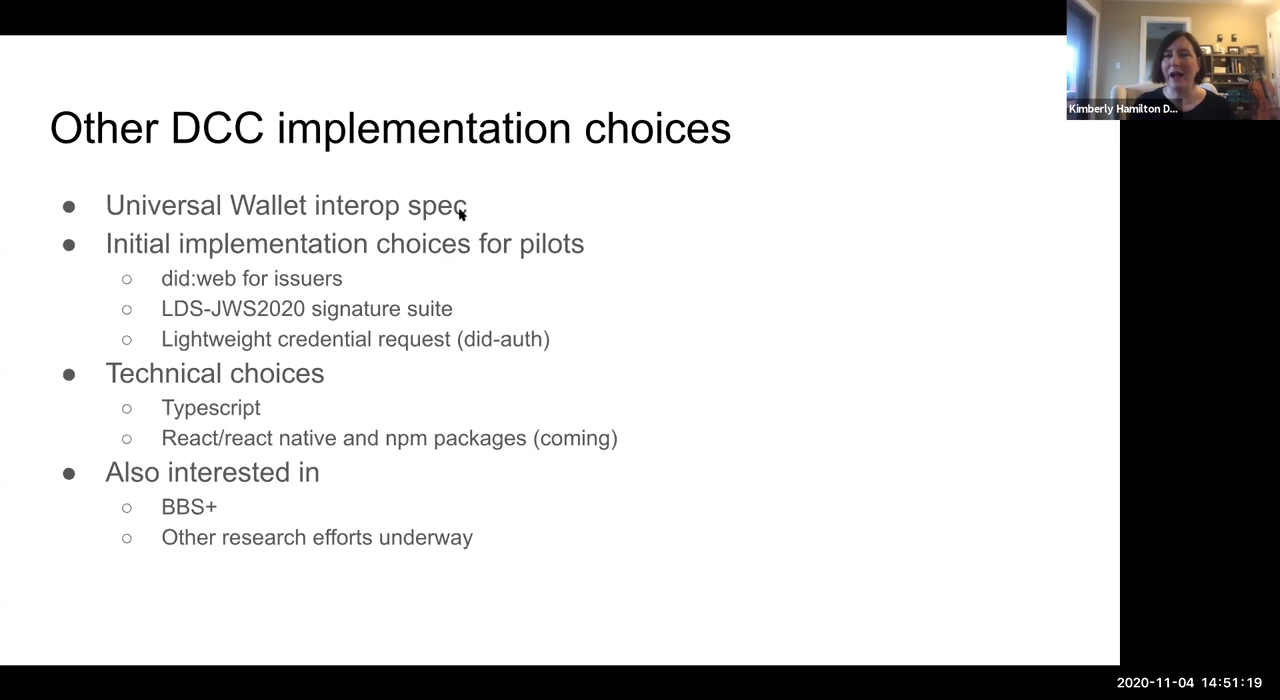 Other DCC implementation choices
Kimberly Hamilton D...
● Universal Wallet interop spec
● Initial implementation choices for pilots
○ did:web for issuers
○ LDS-JWS2020 signature suite
○ Lightweight credential request (did-auth)
● Technical choices
○ Typescript
○ React/react native and npm packages (coming)
● Also interested in
○ BBS+
○ Other research efforts underway
2020-11-04 14:51:19